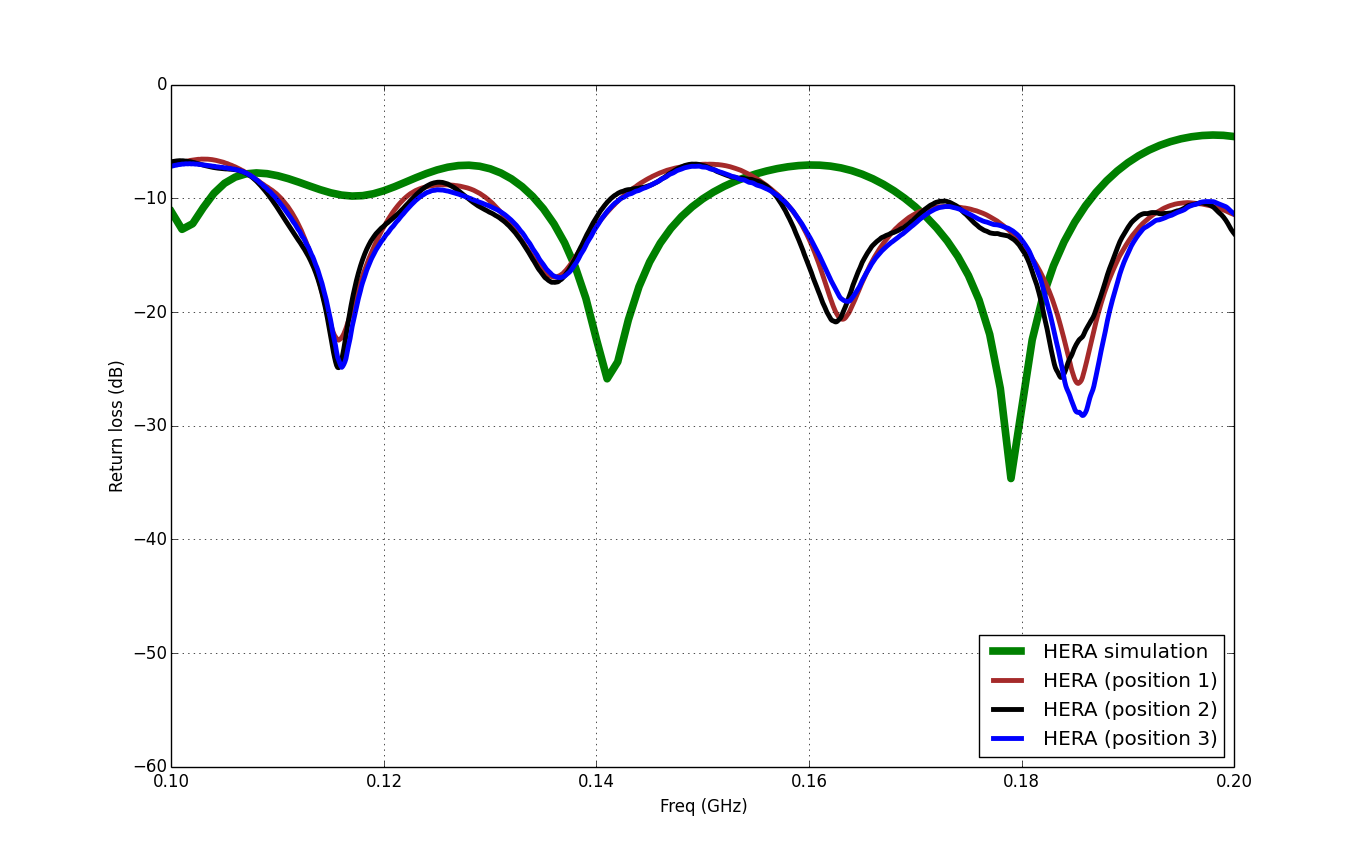 0
−10
−20
−30
−40
−50
−60
Return loss (dB)
0.10
0.12
0.14
0.16
0.18
0.20
Freq (GHz)
HERA simulation
HERA (position 1)
HERA (position 2)
HERA (position 3)